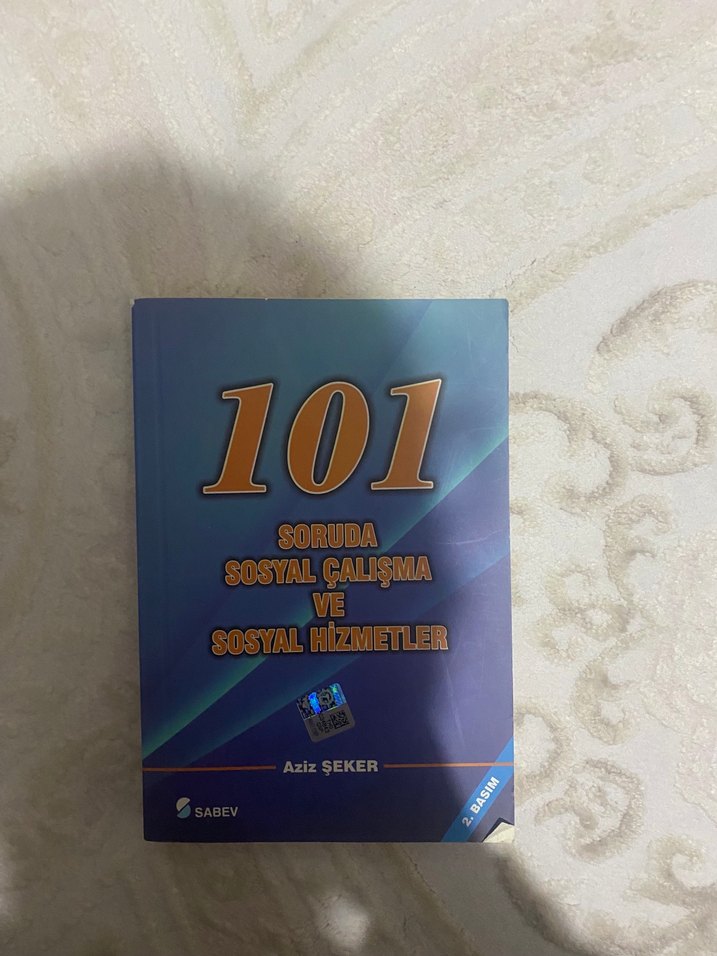 101
SORUDA
SOSYAL ÇALIŞMA
VE
SOSYAL HİZMETLER
Aziz ŞEKER
SABEV
2. BASIM